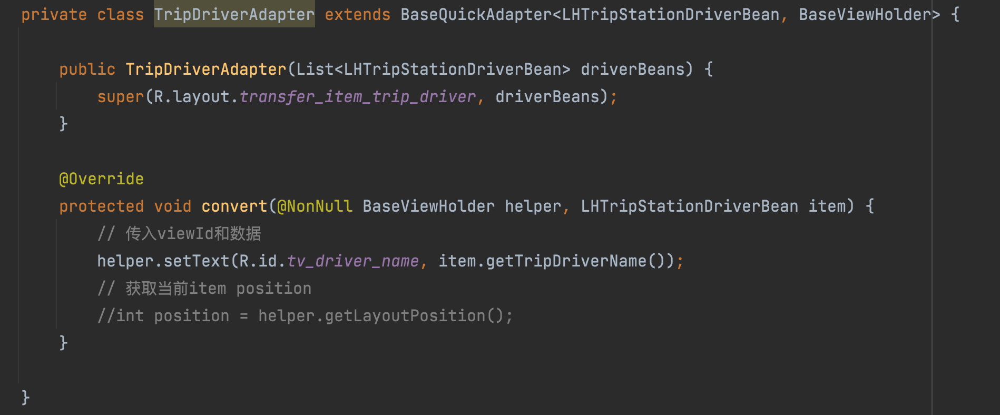 private class TripDriverAdapter extends BaseQuickAdapter<LHTripStationDriverBean, BaseViewHolder> {
public TripDriverAdapter(List<LHTripStationDriverBean> driverBeans) {
super(R.layout.transfer_item_trip_driver, driverBeans);
}
@Override
protected void convert(@NonNull BaseViewHolder helper, LHTripStationDriverBean item) {
// 传入viewId和数据
helper.setText(R.id.tv_driver_name, item.getTripDriverName());
// 获取当前item position
//int position = helper.getLayoutPosition();
}
}